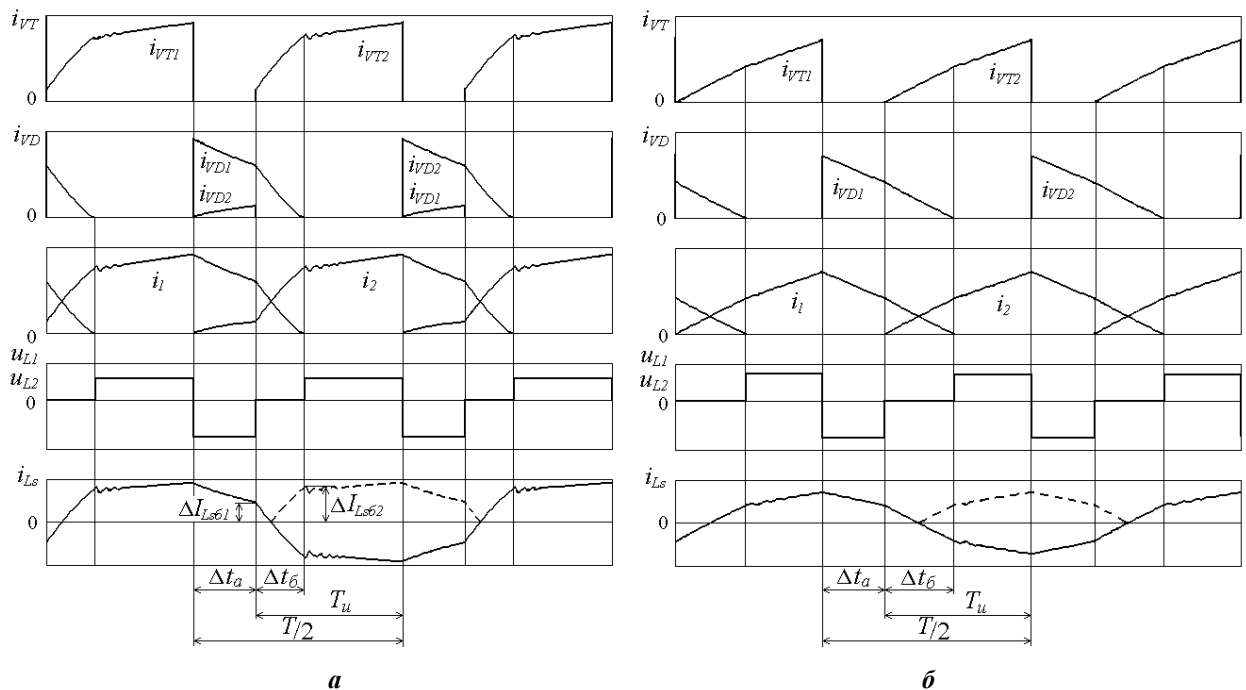 i_VT
i_VT1
i_VT2
0
i_VD
i_VD1
i_VD2
i_VD2
i_VD1
0
i_1
i_2
0
u_L1
u_L2
0
i_Ls
ΔI_Lsб1
ΔI_Lsб2
0
Δt_a
Δt_б
T_u
T/2
а
i_VT
i_VT1
i_VT2
0
i_VD
i_VD1
i_VD2
0
i_1
i_2
0
u_L1
u_L2
0
i_Ls
0
Δt_a
Δt_б
T_u
T/2
б